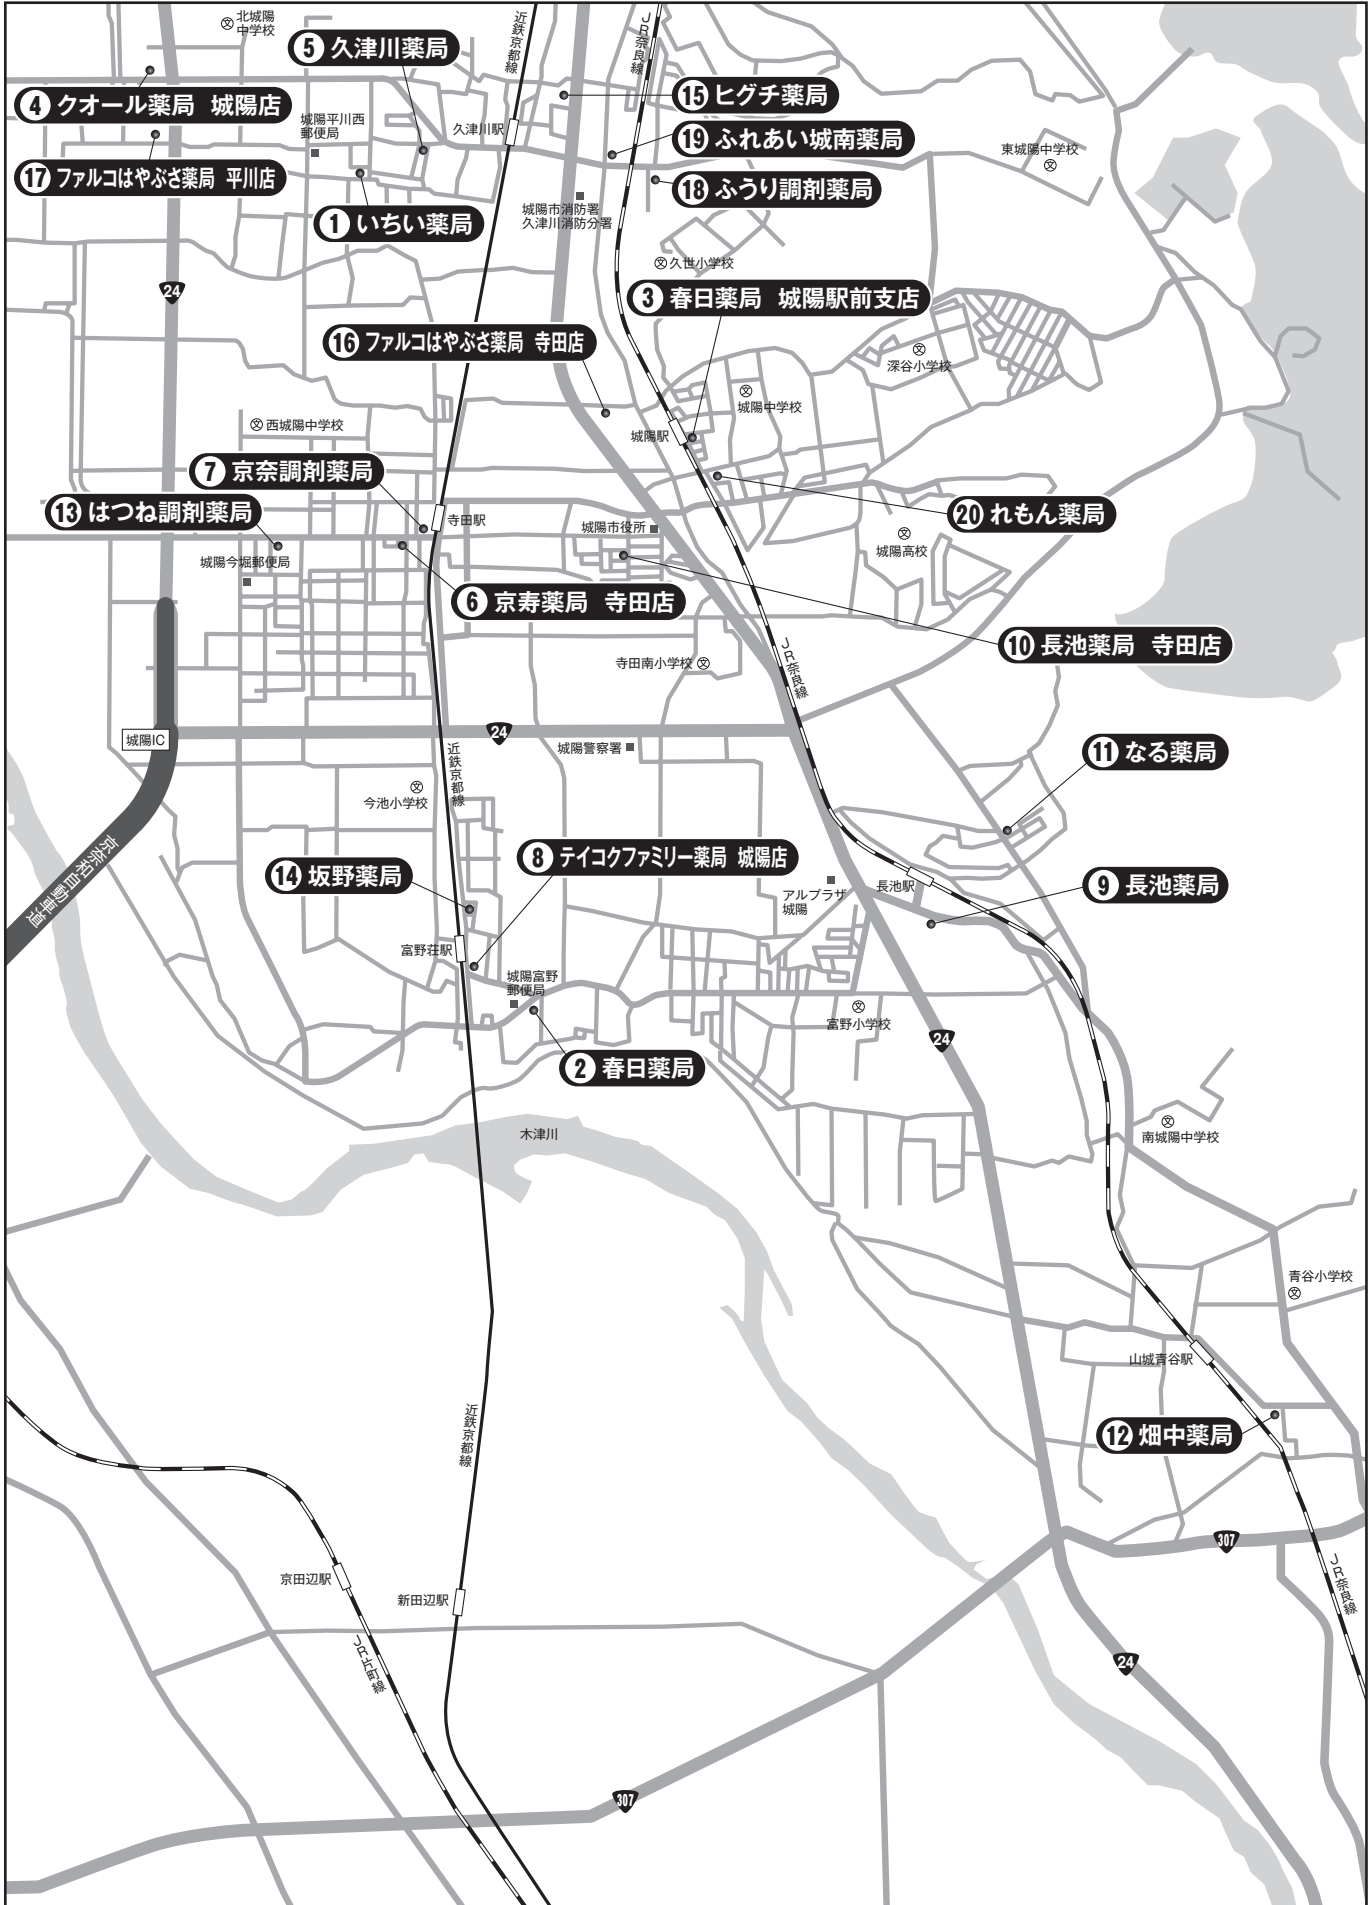 北城陽
中学校
近鉄京都線
JR奈良線
5 久津川薬局
4 クオール薬局 城陽店
15 ヒグチ薬局
城陽平川西
郵便局
久津川駅
19 ふれあい城南薬局
東城陽中学校
17 ファルコはやぶさ薬局 平川店
18 ふうり調剤薬局
1 いちい薬局
城陽市消防署
久津川消防分署
久世小学校
24
3 春日薬局 城陽駅前支店
16 ファルコはやぶさ薬局 寺田店
深谷小学校
城陽中学校
西城陽中学校
城陽駅
7 京奈調剤薬局
13 はつね調剤薬局
寺田駅
城陽市役所
20 れもん薬局
城陽高校
城陽今堀郵便局
6 京寿薬局 寺田店
10 長池薬局 寺田店
寺田南小学校
JR奈良線
24
城陽IC
城陽警察署
11 なる薬局
近鉄京都線
今池小学校
京奈和自動車道
8 テイコクファミリー薬局 城陽店
14 坂野薬局
アルプラザ
城陽
長池駅
9 長池薬局
富野荘駅
城陽富野
郵便局
富野小学校
24
2 春日薬局
木津川
南城陽中学校
青谷小学校
山城青谷駅
近鉄京都線
12 畑中薬局
307
京田辺駅
新田辺駅
JR奈良線
JR片町線
24
307